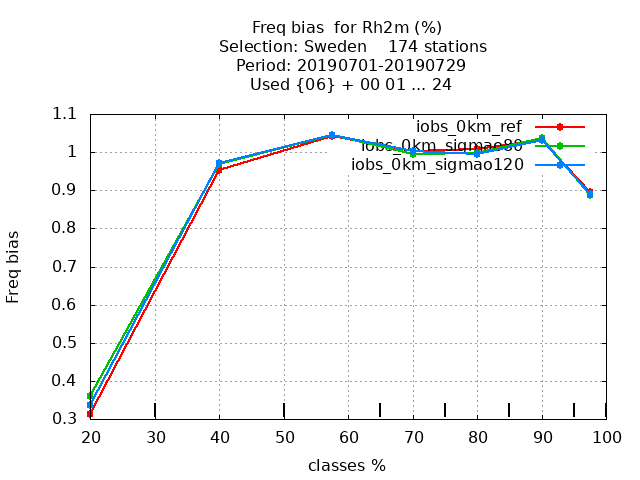 Freq bias  for Rh2m (%)
Selection: Sweden    174 stations
Period: 20190701-20190729
Used {06} + 00 01 ... 24
iobs_0km_ref
iobs_0km_sigmao80
iobs_0km_sigmao120
1.1
1
0.9
0.8
0.7
0.6
0.5
0.4
0.3
Freq bias
20 30 40 50 60 70 80 90 100
classes %